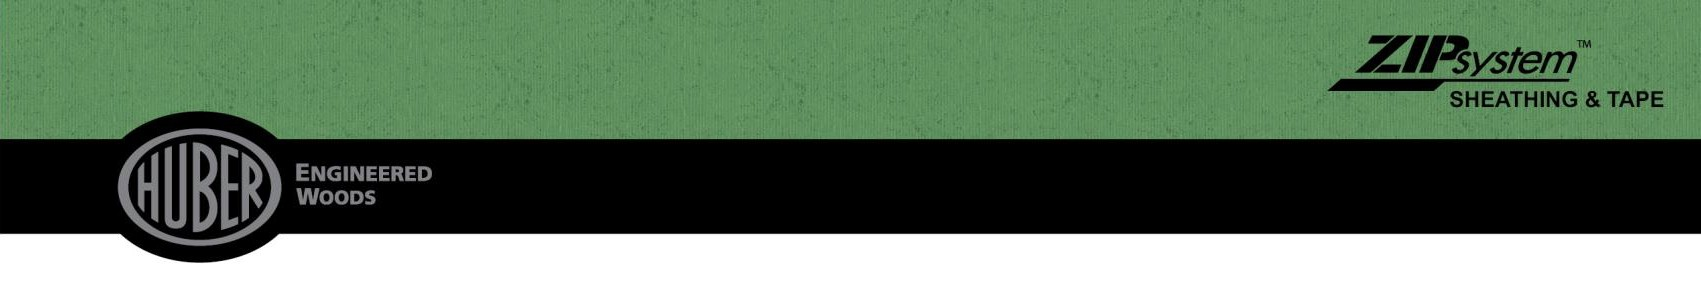 ZIPsystem™
SHEATHING & TAPE
HUBER
ENGINEERED
WOODS